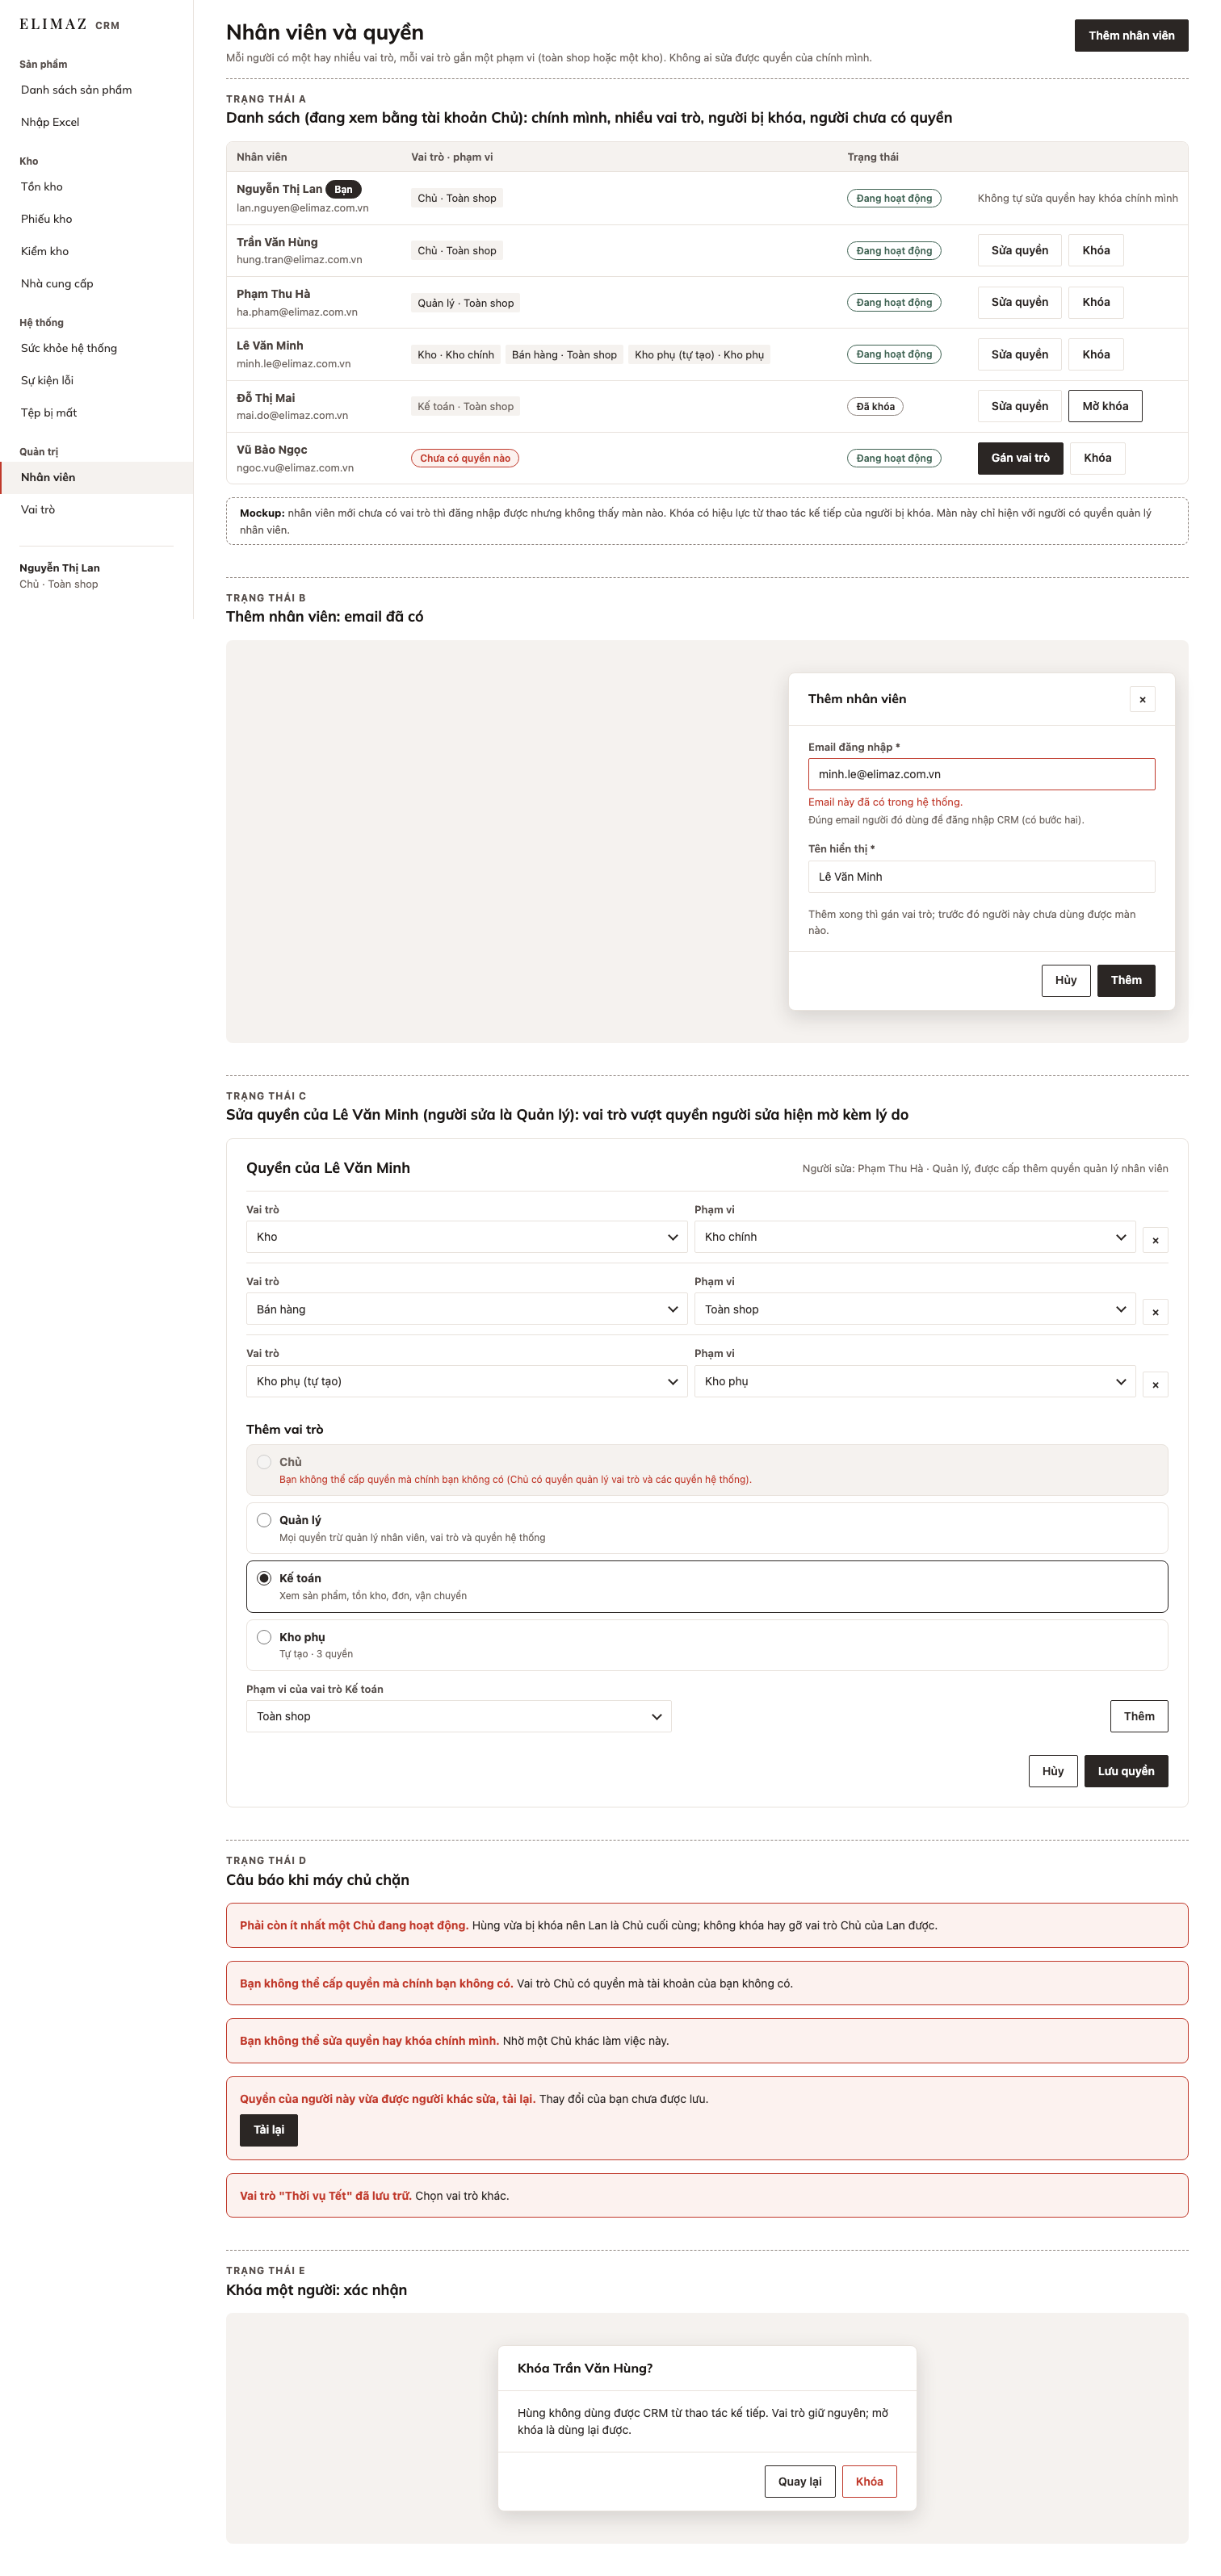 ELIMAZ CRM
Sản phẩm
Danh sách sản phẩm
Nhập Excel
Kho
Tồn kho
Phiếu kho
Kiểm kho
Nhà cung cấp
Hệ thống
Sức khỏe hệ thống
Sự kiện lỗi
Tệp bị mất
Quản trị
Nhân viên
Vai trò
Nguyễn Thị Lan
Chủ · Toàn shop
Nhân viên và quyền
Mỗi người có một hay nhiều vai trò, mỗi vai trò gắn một phạm vi (toàn shop hoặc một kho). Không ai sửa được quyền của chính mình.
Thêm nhân viên
TRẠNG THÁI A
Danh sách (đang xem bằng tài khoản Chủ): chính mình, nhiều vai trò, người bị khóa, người chưa có quyền
Nhân viên Vai trò · phạm vi Trạng thái
Nguyễn Thị Lan Bạn
lan.nguyen@elimaz.com.vn
Chủ · Toàn shop Đang hoạt động Không tự sửa quyền hay khóa chính mình
Trần Văn Hùng
hung.tran@elimaz.com.vn
Chủ · Toàn shop Đang hoạt động Sửa quyền Khóa
Phạm Thu Hà
ha.pham@elimaz.com.vn
Quản lý · Toàn shop Đang hoạt động Sửa quyền Khóa
Lê Văn Minh
minh.le@elimaz.com.vn
Kho · Kho chính Bán hàng · Toàn shop Kho phụ (tự tạo) · Kho phụ Đang hoạt động Sửa quyền Khóa
Đỗ Thị Mai
mai.do@elimaz.com.vn
Kế toán · Toàn shop Đã khóa Sửa quyền Mở khóa
Vũ Bảo Ngọc
ngoc.vu@elimaz.com.vn
Chưa có quyền nào Đang hoạt động Gán vai trò Khóa
Mockup: nhân viên mới chưa có vai trò thì đăng nhập được nhưng không thấy màn nào. Khóa có hiệu lực từ thao tác kế tiếp của người bị khóa. Màn này chỉ hiện với người có quyền quản lý
nhân viên.
TRẠNG THÁI B
Thêm nhân viên: email đã có
Thêm nhân viên ×
Email đăng nhập *
minh.le@elimaz.com.vn
Email này đã có trong hệ thống.
Đúng email người đó dùng để đăng nhập CRM (có bước hai).
Tên hiển thị *
Lê Văn Minh
Thêm xong thì gán vai trò; trước đó người này chưa dùng được màn
nào.
Hủy Thêm
TRẠNG THÁI C
Sửa quyền của Lê Văn Minh (người sửa là Quản lý): vai trò vượt quyền người sửa hiện mờ kèm lý do
Quyền của Lê Văn Minh Người sửa: Phạm Thu Hà · Quản lý, được cấp thêm quyền quản lý nhân viên
Vai trò Phạm vi
Kho Kho chính ×
Vai trò Phạm vi
Bán hàng Toàn shop ×
Vai trò Phạm vi
Kho phụ (tự tạo) Kho phụ ×
Thêm vai trò
Chủ
Bạn không thể cấp quyền mà chính bạn không có (Chủ có quyền quản lý vai trò và các quyền hệ thống).
Quản lý
Mọi quyền trừ quản lý nhân viên, vai trò và quyền hệ thống
Kế toán
Xem sản phẩm, tồn kho, đơn, vận chuyển
Kho phụ
Tự tạo · 3 quyền
Phạm vi của vai trò Kế toán
Toàn shop Thêm
Hủy Lưu quyền
TRẠNG THÁI D
Câu báo khi máy chủ chặn
Phải còn ít nhất một Chủ đang hoạt động. Hùng vừa bị khóa nên Lan là Chủ cuối cùng; không khóa hay gỡ vai trò Chủ của Lan được.
Bạn không thể cấp quyền mà chính bạn không có. Vai trò Chủ có quyền mà tài khoản của bạn không có.
Bạn không thể sửa quyền hay khóa chính mình. Nhờ một Chủ khác làm việc này.
Quyền của người này vừa được người khác sửa, tải lại. Thay đổi của bạn chưa được lưu.
Tải lại
Vai trò "Thời vụ Tết" đã lưu trữ. Chọn vai trò khác.
TRẠNG THÁI E
Khóa một người: xác nhận
Khóa Trần Văn Hùng?
Hùng không dùng được CRM từ thao tác kế tiếp. Vai trò giữ nguyên; mở
khóa là dùng lại được.
Quay lại Khóa